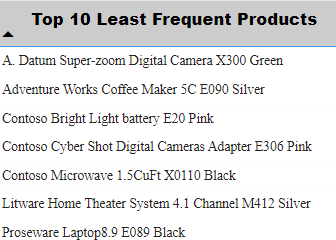 Top 10 Least Frequent Products
A. Datum Super-zoom Digital Camera X300 Green
Adventure Works Coffee Maker 5C E090 Silver
Contoso Bright Light battery E20 Pink
Contoso Cyber Shot Digital Cameras Adapter E306 Pink
Contoso Microwave 1.5CuFt X0110 Black
Litware Home Theater System 4.1 Channel M412 Silver
Proseware Laptop8.9 E089 Black